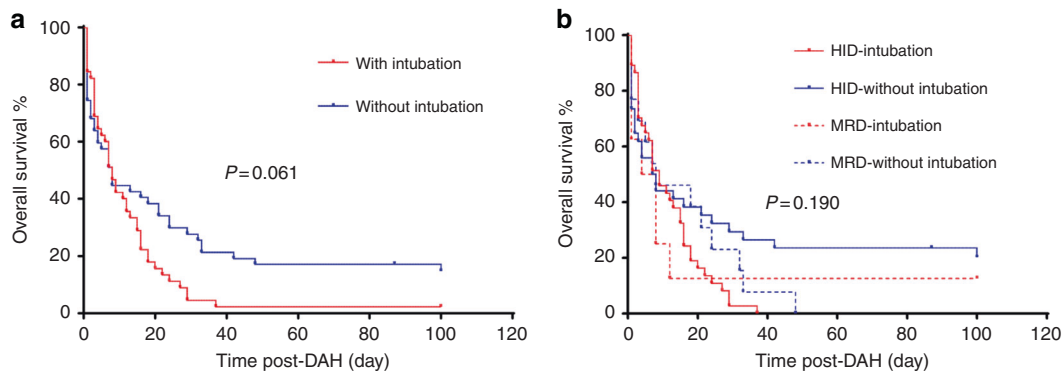 a
With intubation
Without intubation
P=0.061
Overall survival %
100
80
60
40
20
0
0 20 40 60 80 100 120
Time post-DAH (day)
b
HID-intubation
HID-without intubation
MRD-intubation
MRD-without intubation
P=0.190
Overall survival %
100
80
60
40
20
0
0 20 40 60 80 100 120
Time post-DAH (day)